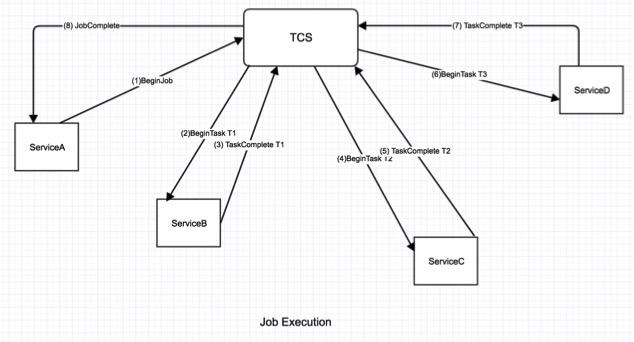 (8) JobComplete
TCS
(7) TaskComplete T3
(1)BeginJob
(6)BeginTask T3
ServiceD
(2)BeginTask T1
(3) TaskComplete T1
ServiceA
(5) TaskComplete T2
(4)BeginTask T2
ServiceB
ServiceC
Job Execution